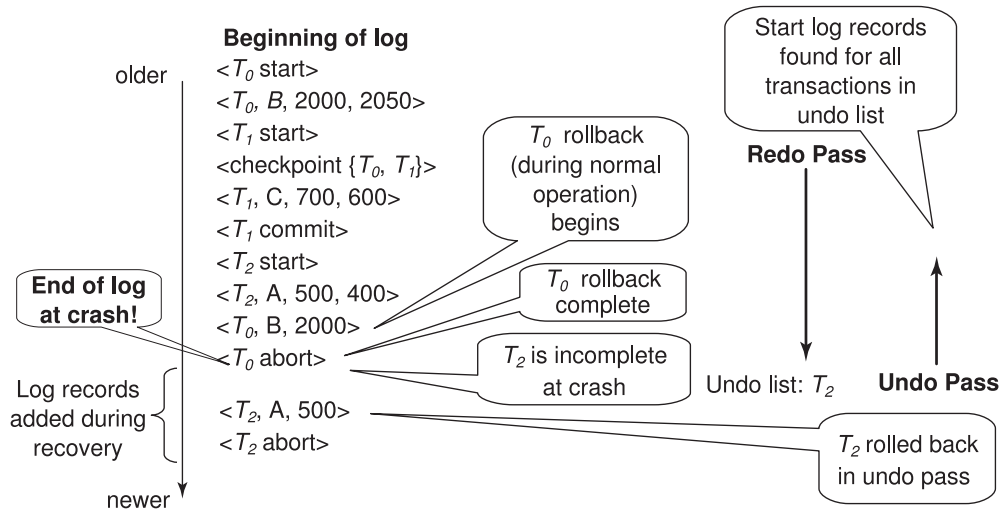 Beginning of log
older
<T0 start>
<T0, B, 2000, 2050>
<T1 start>
<checkpoint {T0, T1}>
<T1, C, 700, 600>
<T1 commit>
<T2 start>
<T2, A, 500, 400>
<T0, B, 2000>
<T0 abort>
<T2, A, 500>
<T2 abort>
newer
End of log
at crash!
Log records
added during
recovery
T0 rollback
(during normal
operation)
begins
T0 rollback
complete
T2 is incomplete
at crash
Start log records
found for all
transactions in
undo list
Redo Pass
Undo list: T2
Undo Pass
T2 rolled back
in undo pass